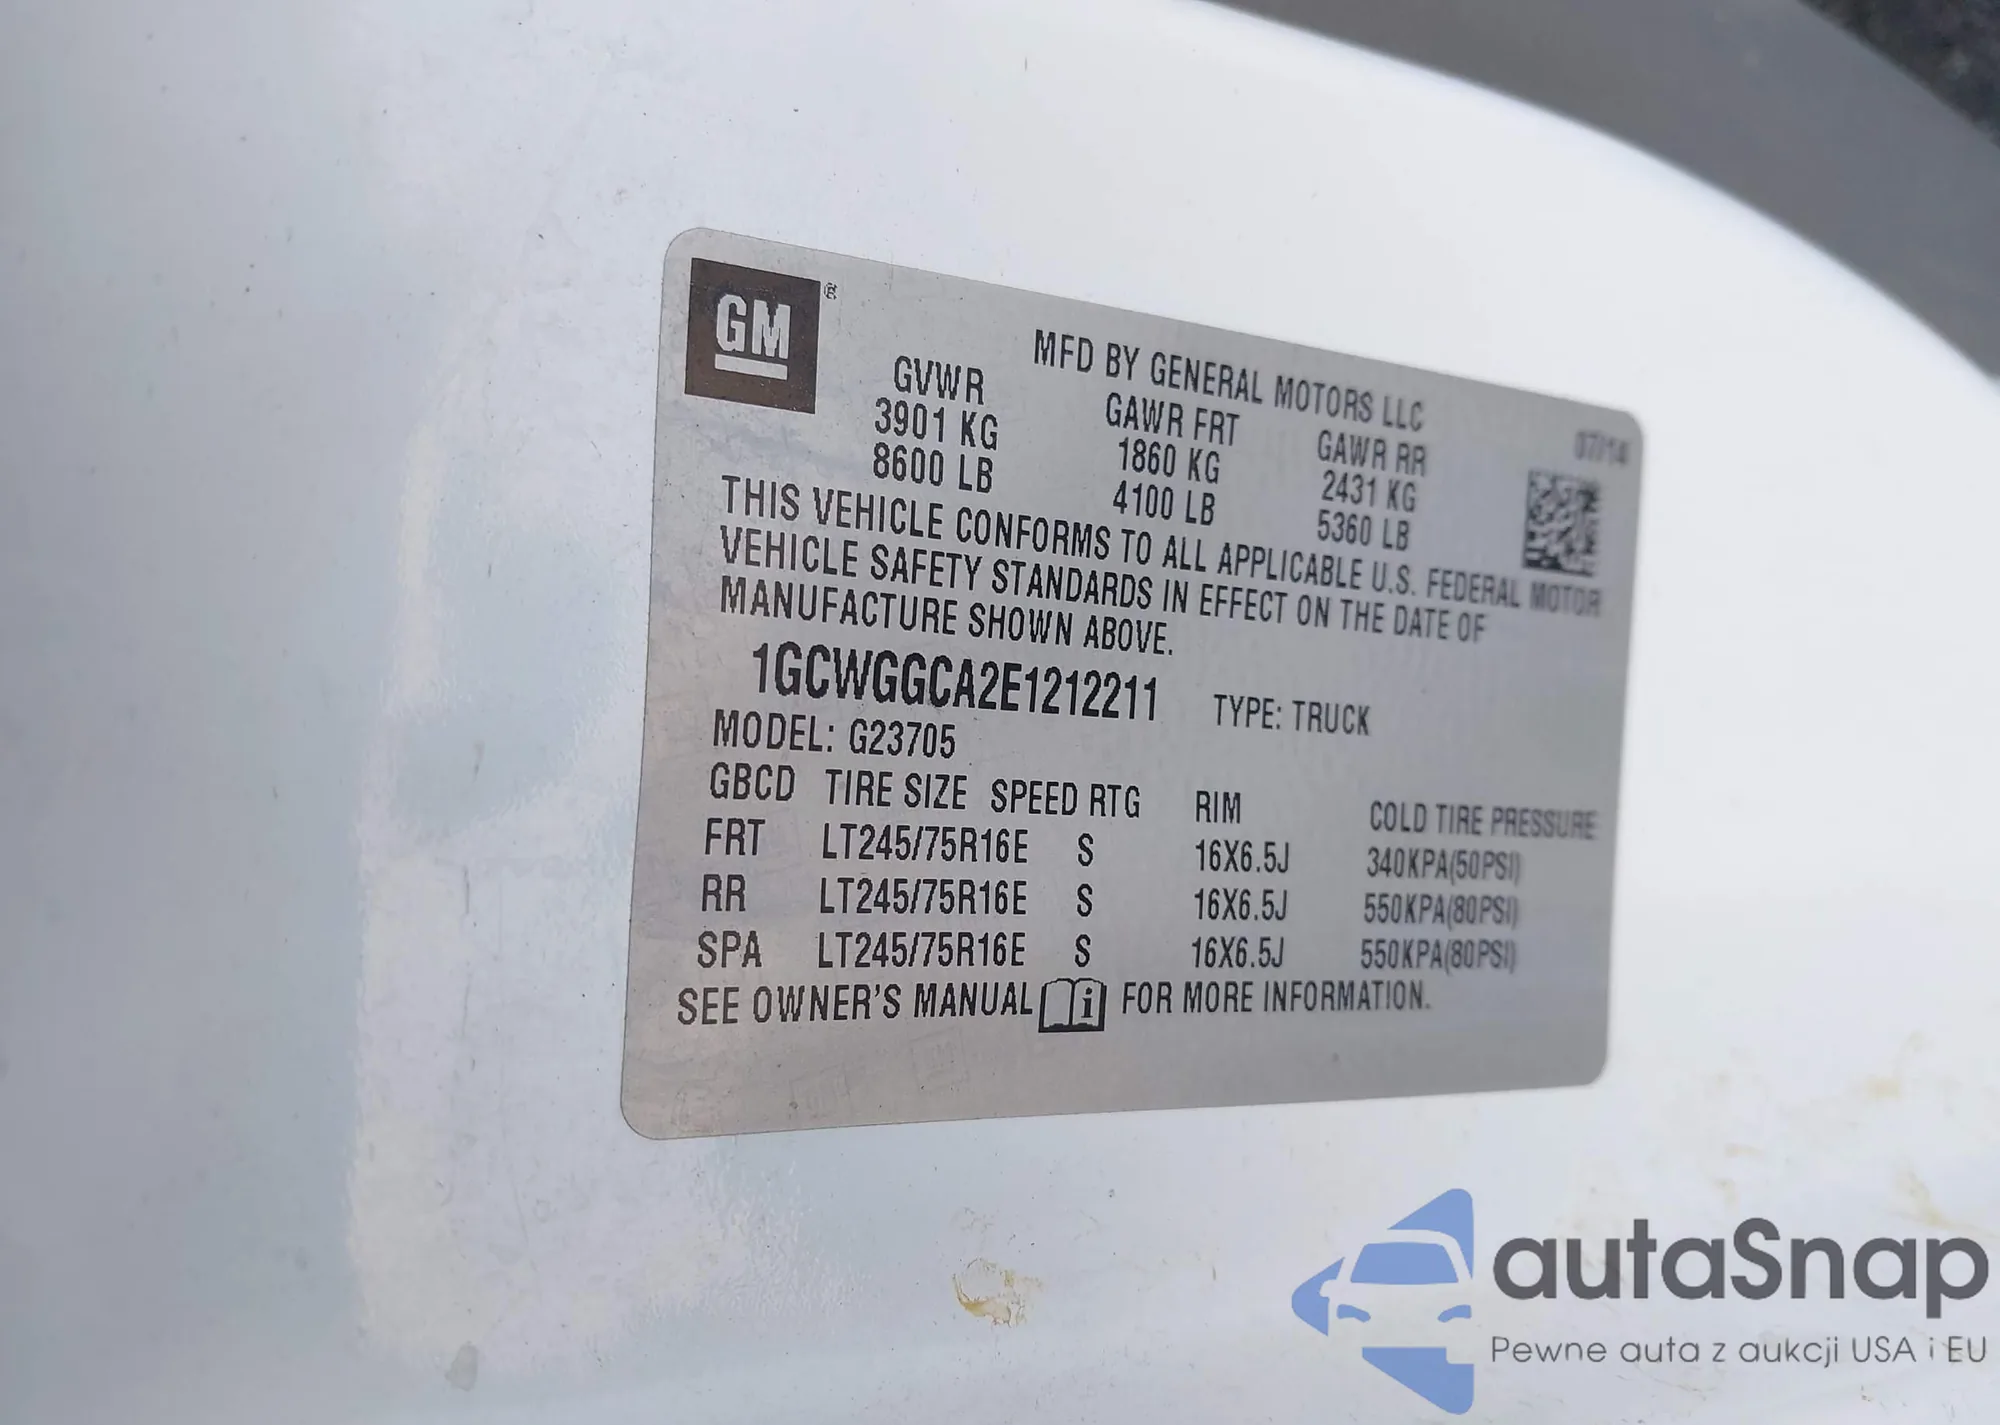 GM ®
MFD BY GENERAL MOTORS LLC
07/14
GVWR GAWR FRT GAWR RR
3901 KG 1860 KG 2431 KG
8600 LB 4100 LB 5360 LB
THIS VEHICLE CONFORMS TO ALL APPLICABLE U.S. FEDERAL MOTOR
VEHICLE SAFETY STANDARDS IN EFFECT ON THE DATE OF
MANUFACTURE SHOWN ABOVE.
1GCWGGCA2E1212211 TYPE: TRUCK
MODEL: G23705
GBCD TIRE SIZE SPEED RTG RIM COLD TIRE PRESSURE
FRT LT245/75R16E S 16X6.5J 340KPA(50PSI)
RR LT245/75R16E S 16X6.5J 550KPA(80PSI)
SPA LT245/75R16E S 16X6.5J 550KPA(80PSI)
SEE OWNER'S MANUAL i FOR MORE INFORMATION.
autaSnap
Pewne auta z aukcji USA i EU